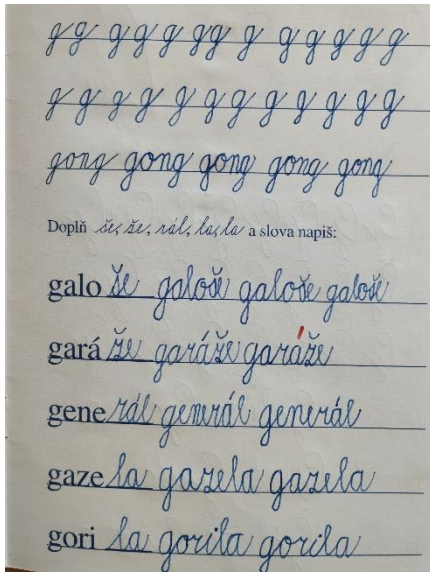 g g g g g g g g g g g g g
g g g g g g g g g g g g
gong gong gong gong gong
Doplň še, že, rál, la, la a slova napiš:
galo še galoše galoše galoše
gará že garáže garáže
gene rál generál generál
gaze la gazela gazela
gori la gorila gorila